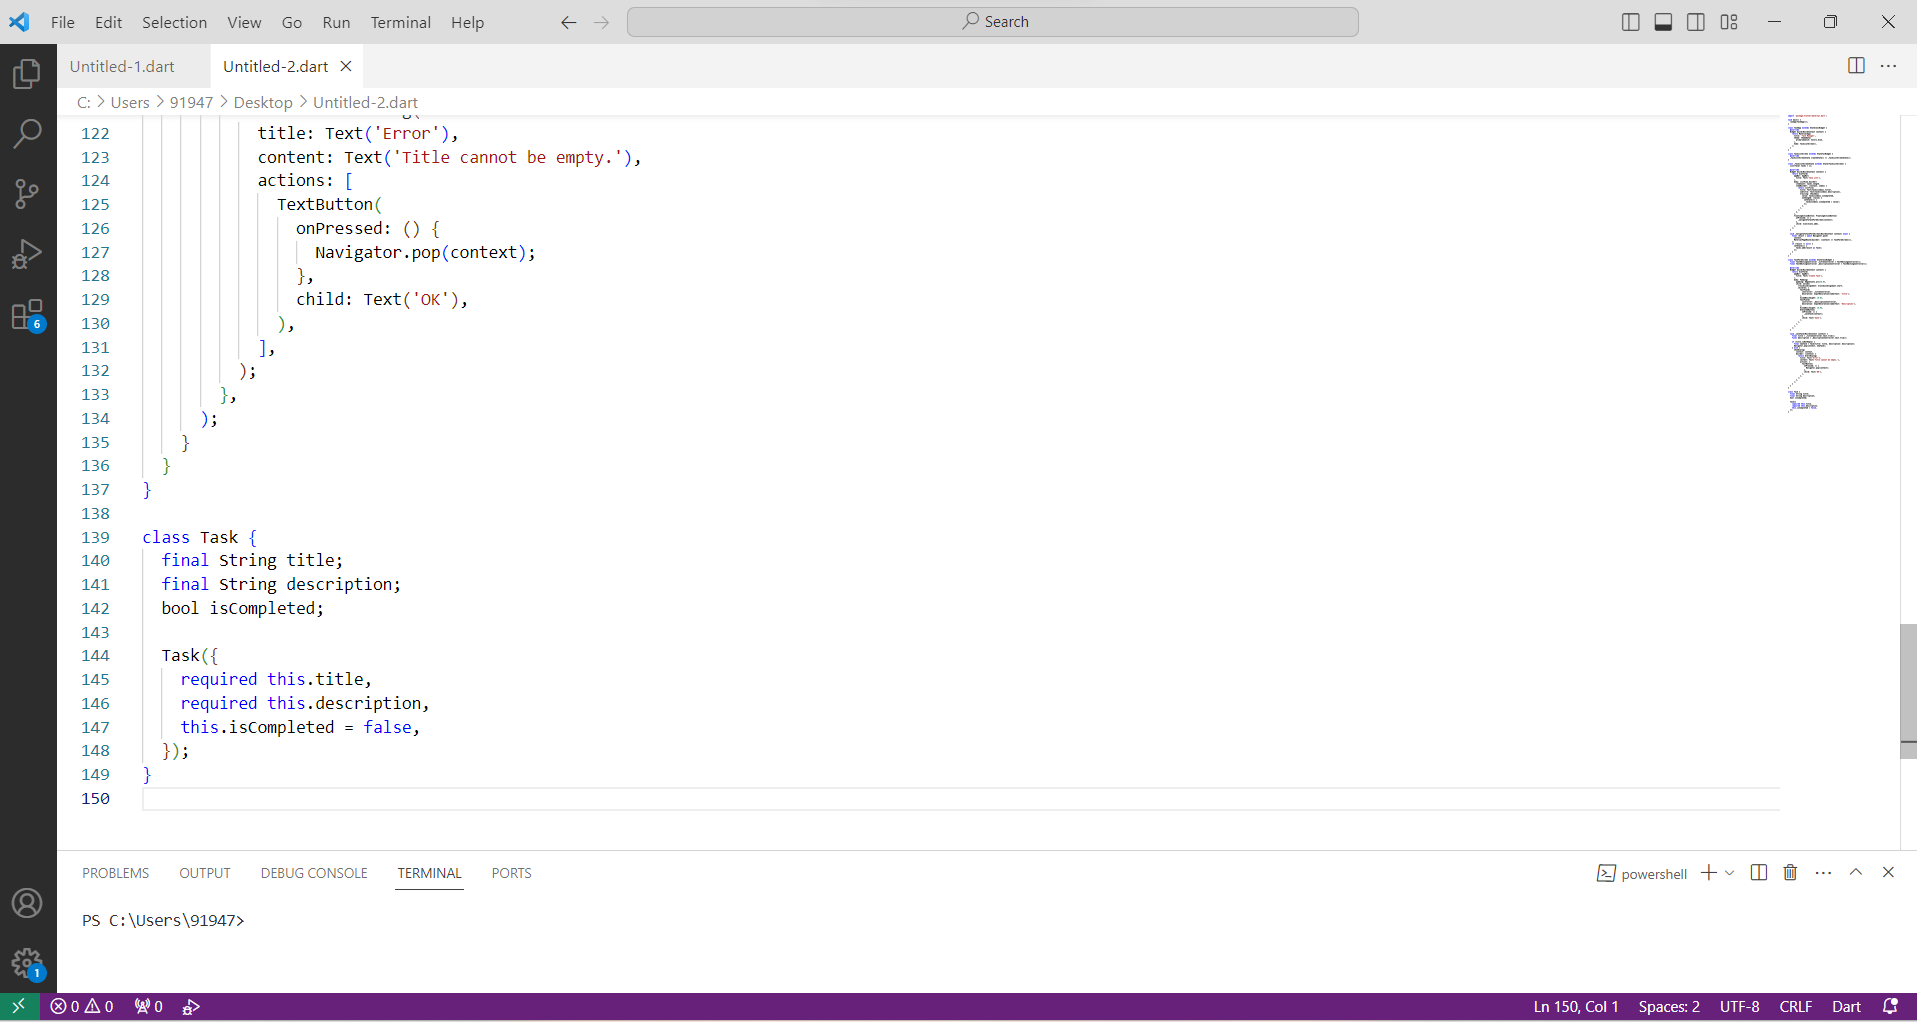 File Edit Selection View Go Run Terminal Help Search
Untitled-1.dart Untitled-2.dart
C: > Users > 91947 > Desktop > Untitled-2.dart
122 title: Text('Error'),
123 content: Text('Title cannot be empty.'),
124 actions: [
125 TextButton(
126 onPressed: () {
127 Navigator.pop(context);
128 },
129 child: Text('OK'),
130 ),
131 ],
132 );
133 },
134 );
135 }
136 }
137 }
138
139 class Task {
140 final String title;
141 final String description;
142 bool isCompleted;
143
144 Task({
145 required this.title,
146 required this.description,
147 this.isCompleted = false,
148 });
149 }
150
6
PROBLEMS OUTPUT DEBUG CONSOLE TERMINAL PORTS powershell
PS C:\Users\91947>
1
0 0 0 Ln 150, Col 1 Spaces: 2 UTF-8 CRLF Dart